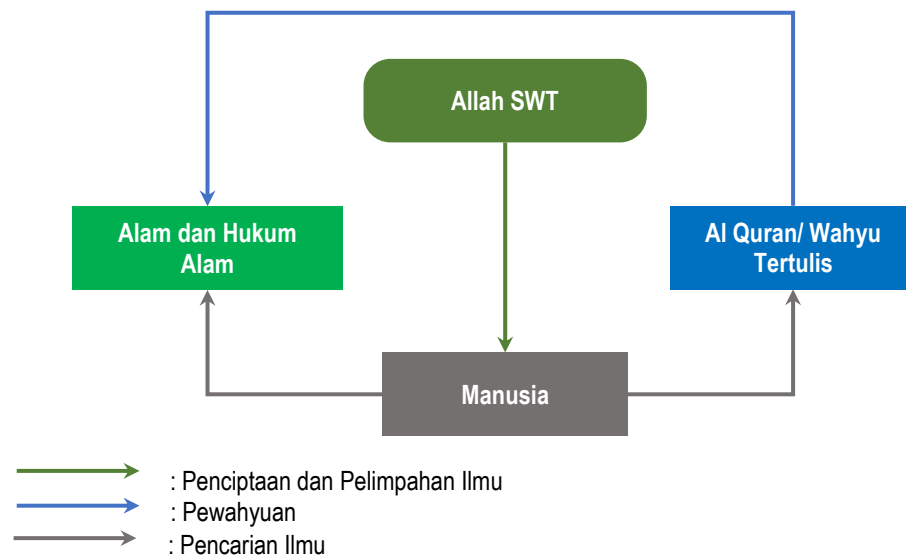 Allah SWT
Alam dan Hukum
Alam
Al Quran/ Wahyu
Tertulis
Manusia
: Penciptaan dan Pelimpahan Ilmu
: Pewahyuan
: Pencarian Ilmu